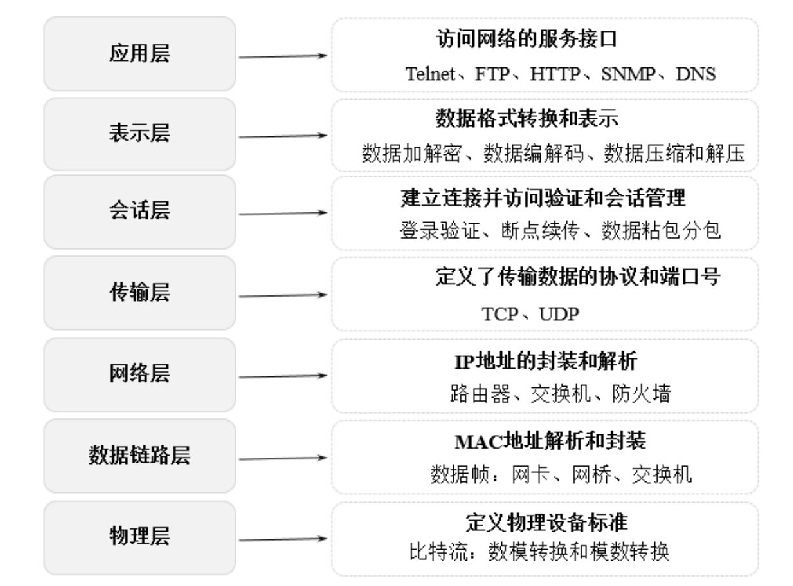 应用层
访问网络的服务接口
Telnet、FTP、HTTP、SNMP、DNS
表示层
数据格式转换和表示
数据加解密、数据编解码、数据压缩和解压
会话层
建立连接并访问验证和会话管理
登录验证、断点续传、数据粘包分包
传输层
定义了传输数据的协议和端口号
TCP、UDP
网络层
IP地址的封装和解析
路由器、交换机、防火墙
数据链路层
MAC地址解析和封装
数据帧：网卡、网桥、交换机
物理层
定义物理设备标准
比特流：数模转换和模数转换